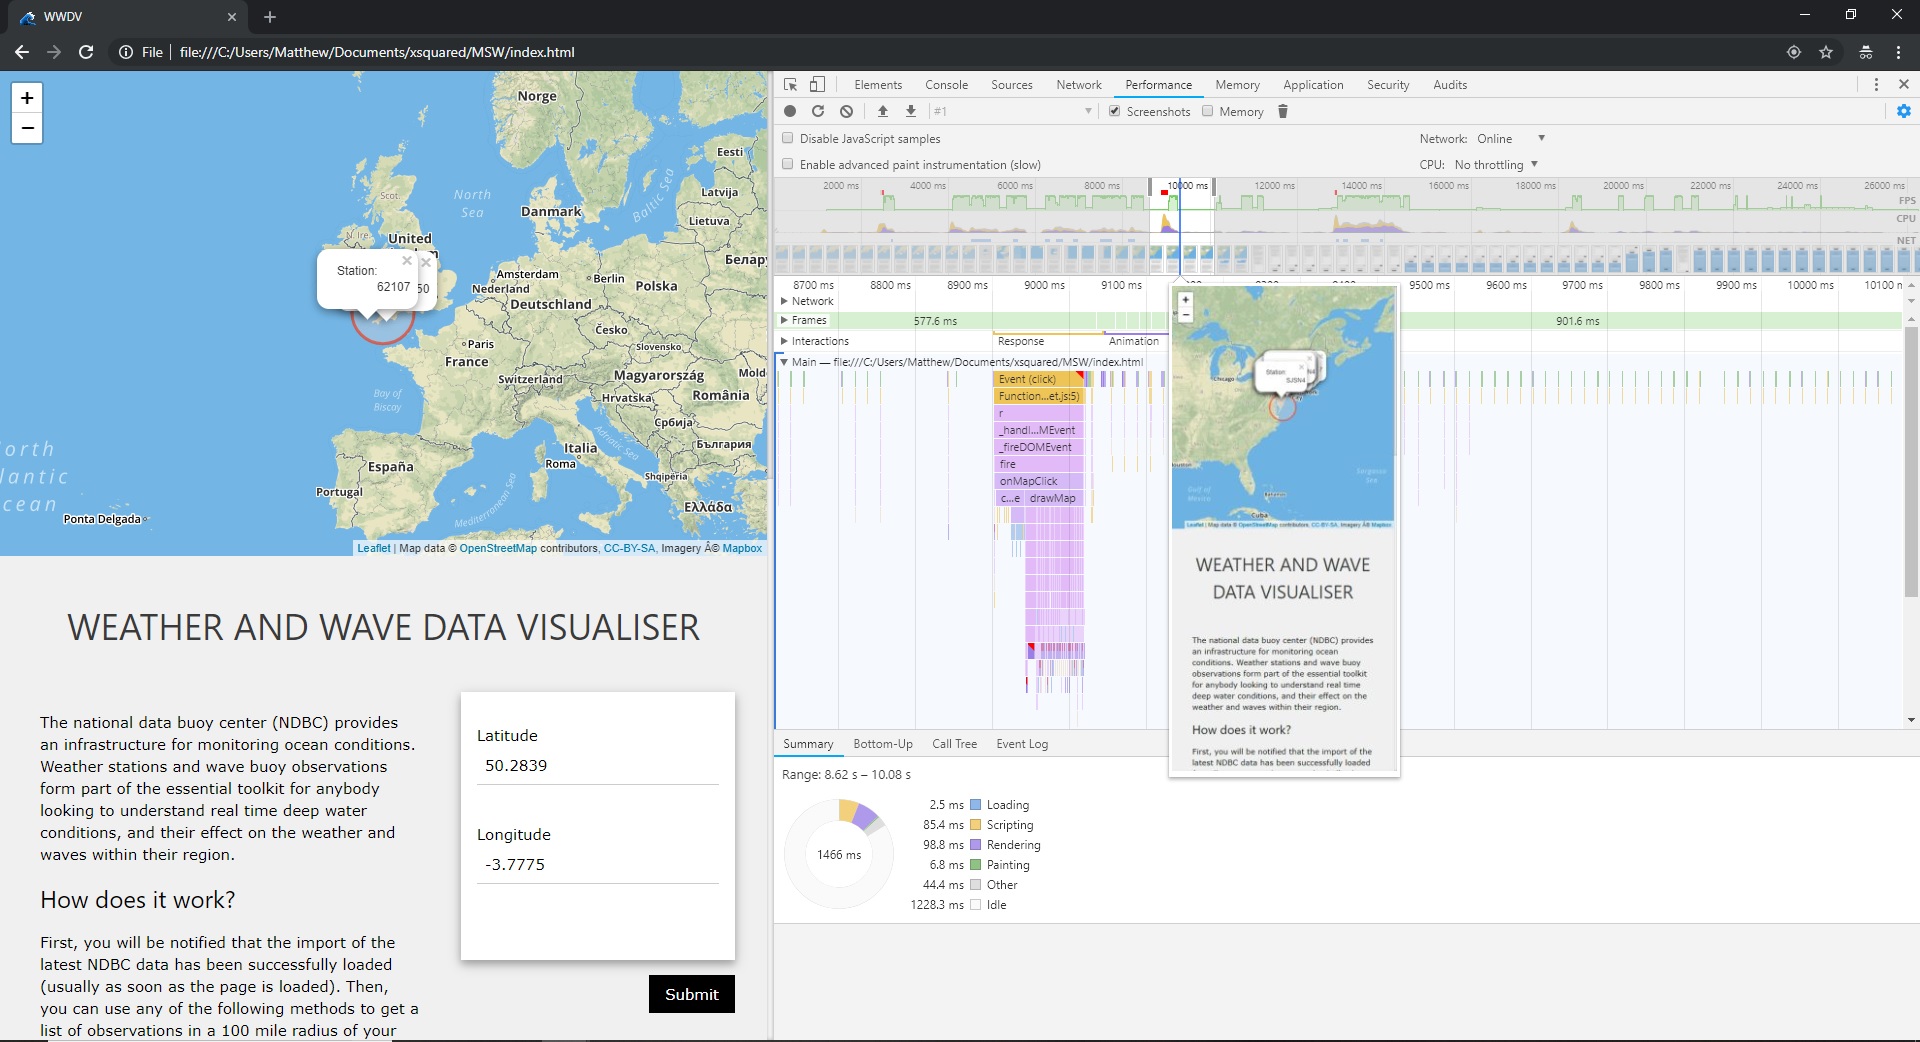 WWDV
File
file:///C:/Users/Matthew/Documents/xsquared/MSW/index.html
+
−
Norge
Eesti
Latvija
Lietuva
Baltic Sea
North
Sea
Scot.
Danmark
N Ire.
United
Station:
62107
50
Amsterdam
Nederland
Berlin
Polska
Deutschland
Česko
Slovensko
Paris
France
Switzerland
Magyarország
Hrvatska
România
Bay of
Biscay
Србија
България
Italia
Roma
Adriatic Sea
Shqipëria
España
Portugal
Mediterranean Sea
Ελλάδα
Ponta Delgada
Leaflet | Map data © OpenStreetMap contributors, CC-BY-SA, Imagery Â© Mapbox
WEATHER AND WAVE DATA VISUALISER
The national data buoy center (NDBC) provides
an infrastructure for monitoring ocean conditions.
Weather stations and wave buoy observations
form part of the essential toolkit for anybody
looking to understand real time deep water
conditions, and their effect on the weather and
waves within their region.
How does it work?
First, you will be notified that the import of the
latest NDBC data has been successfully loaded
(usually as soon as the page is loaded). Then,
you can use any of the following methods to get a
list of observations in a 100 mile radius of your
Latitude
50.2839
Longitude
-3.7775
Submit
Elements Console Sources Network Performance Memory Application Security Audits
#1 Screenshots Memory
Disable JavaScript samples
Network: Online
Enable advanced paint instrumentation (slow)
CPU: No throttling
2000 ms 4000 ms 6000 ms 8000 ms 10000 ms 12000 ms 14000 ms 16000 ms 18000 ms 20000 ms 22000 ms 24000 ms 26000 ms
FPS
CPU
NET
8700 ms 8800 ms 8900 ms 9000 ms 9100 ms 9500 ms 9600 ms 9700 ms 9800 ms 9900 ms 10000 ms
Network
Frames 577.6 ms 901.6 ms
Interactions Response Animation
Main — file:///C:/Users/Matthew/Documents/xsquared/MSW/index.html
Event (click)
Function...et.js:5)
r
_handl...MEvent
_fireDOMEvent
fire
onMapClick
c...e drawMap
+
−
Chicago
Station:
SJSN4
Gulf of
Mexico
Cuba
Leaflet | Map data © OpenStreetMap contributors, CC-BY-SA, Imagery Â© Mapbox
WEATHER AND WAVE
DATA VISUALISER
The national data buoy center (NDBC) provides
an infrastructure for monitoring ocean
conditions. Weather stations and wave buoy
observations form part of the essential toolkit
for anybody looking to understand real time
deep water conditions, and their effect on the
weather and waves within their region.
How does it work?
First, you will be notified that the import of the
latest NDBC data has been successfully loaded
Summary Bottom-Up Call Tree Event Log
Range: 8.62 s – 10.08 s
1466 ms
2.5 ms Loading
85.4 ms Scripting
98.8 ms Rendering
6.8 ms Painting
44.4 ms Other
1228.3 ms Idle